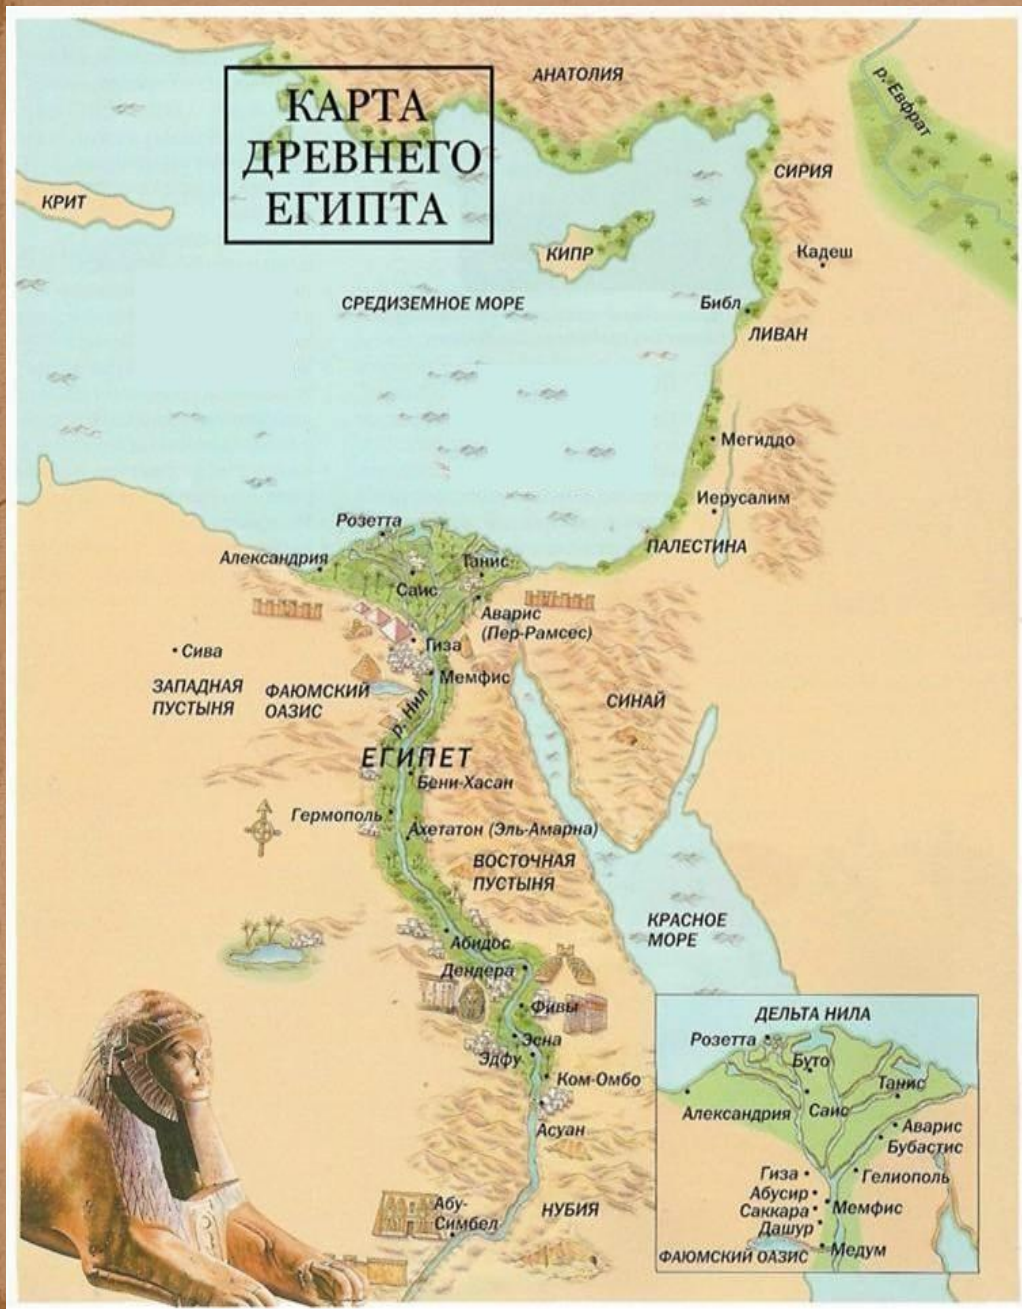 КАРТА
ДРЕВНЕГО
ЕГИПТА
АНАТОЛИЯ
р. Евфрат
СИРИЯ
КРИТ
Кадеш
КИПР
СРЕДИЗЕМНОЕ МОРЕ
Библ
ЛИВАН
Мегиддо
Иерусалим
ПАЛЕСТИНА
Розетта
Александрия
Танис
Саис
Аварис
(Пер-Рамсес)
Гиза
Сива
Мемфис
ЗАПАДНАЯ
ПУСТЫНЯ
ФАЮМСКИЙ
ОАЗИС
р. Нил
СИНАЙ
ЕГИПЕТ
Бени-Хасан
Гермополь
Ахетатон (Эль-Амарна)
ВОСТОЧНАЯ
ПУСТЫНЯ
КРАСНОЕ
МОРЕ
Абидос
Дендера
Фивы
Эсна
Эдфу
Ком-Омбо
Асуан
Абу-
Симбел
НУБИЯ
ДЕЛЬТА НИЛА
Розетта
Буто
Танис
Александрия
Саис
Аварис
Бубастис
Гиза
Гелиополь
Абусир
Саккара
Мемфис
Дашур
ФАЮМСКИЙ ОАЗИС
Медум